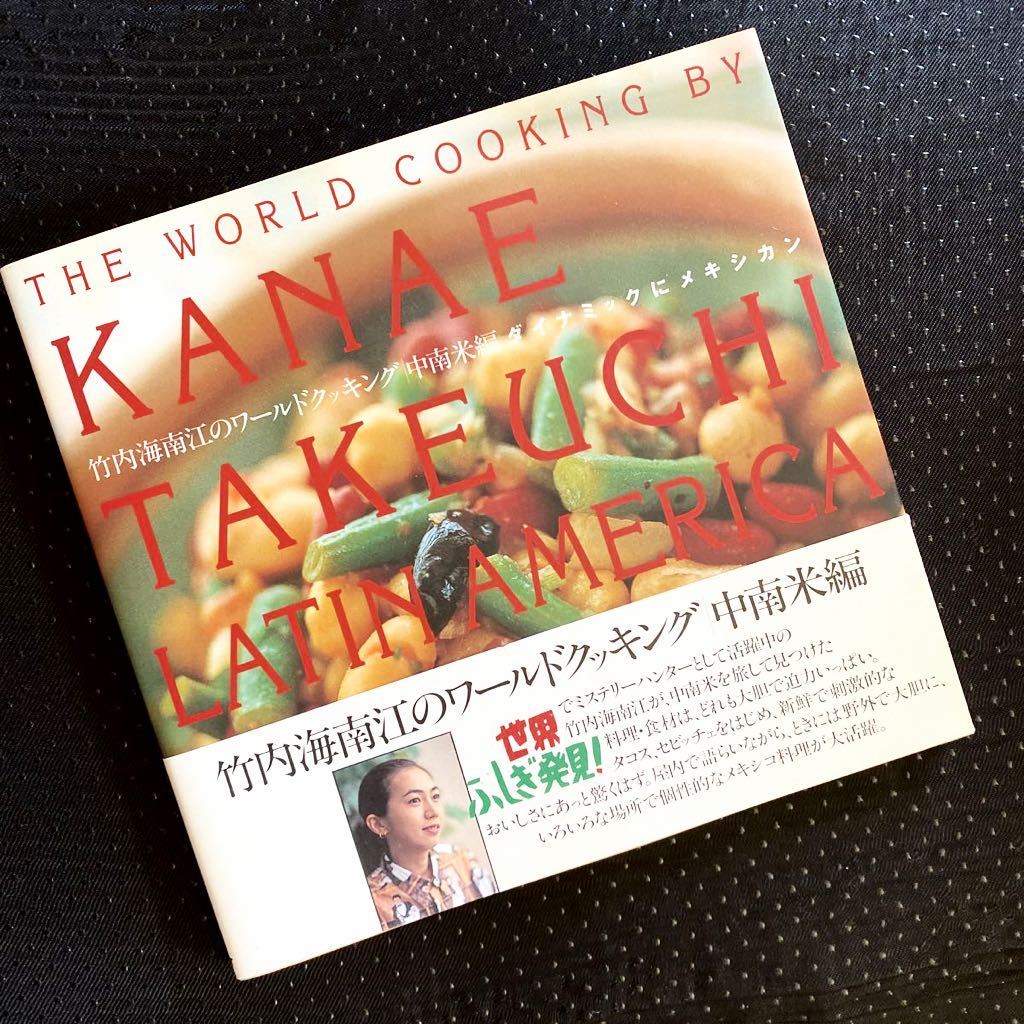 THE WORLD COOKING BY
KANAE
竹内海南江のワールドクッキング|中南米編 ダイナミックにメキシカン
TAKEUCHI
LATIN AMERICA
竹内海南江のワールドクッキング|中南米編
世界
ふしぎ発見!
でミステリーハンターとして活躍中の
竹内海南江が、中南米を旅して見つけた
料理・食材は、どれも大胆で迫力いっぱい。
タコス、セビッチェをはじめ、新鮮で刺激的な
おいしさにあっと驚くはず。屋内で語らいながら、ときには野外で大胆に、
いろいろな場所で個性的なメキシコ料理が大活躍。